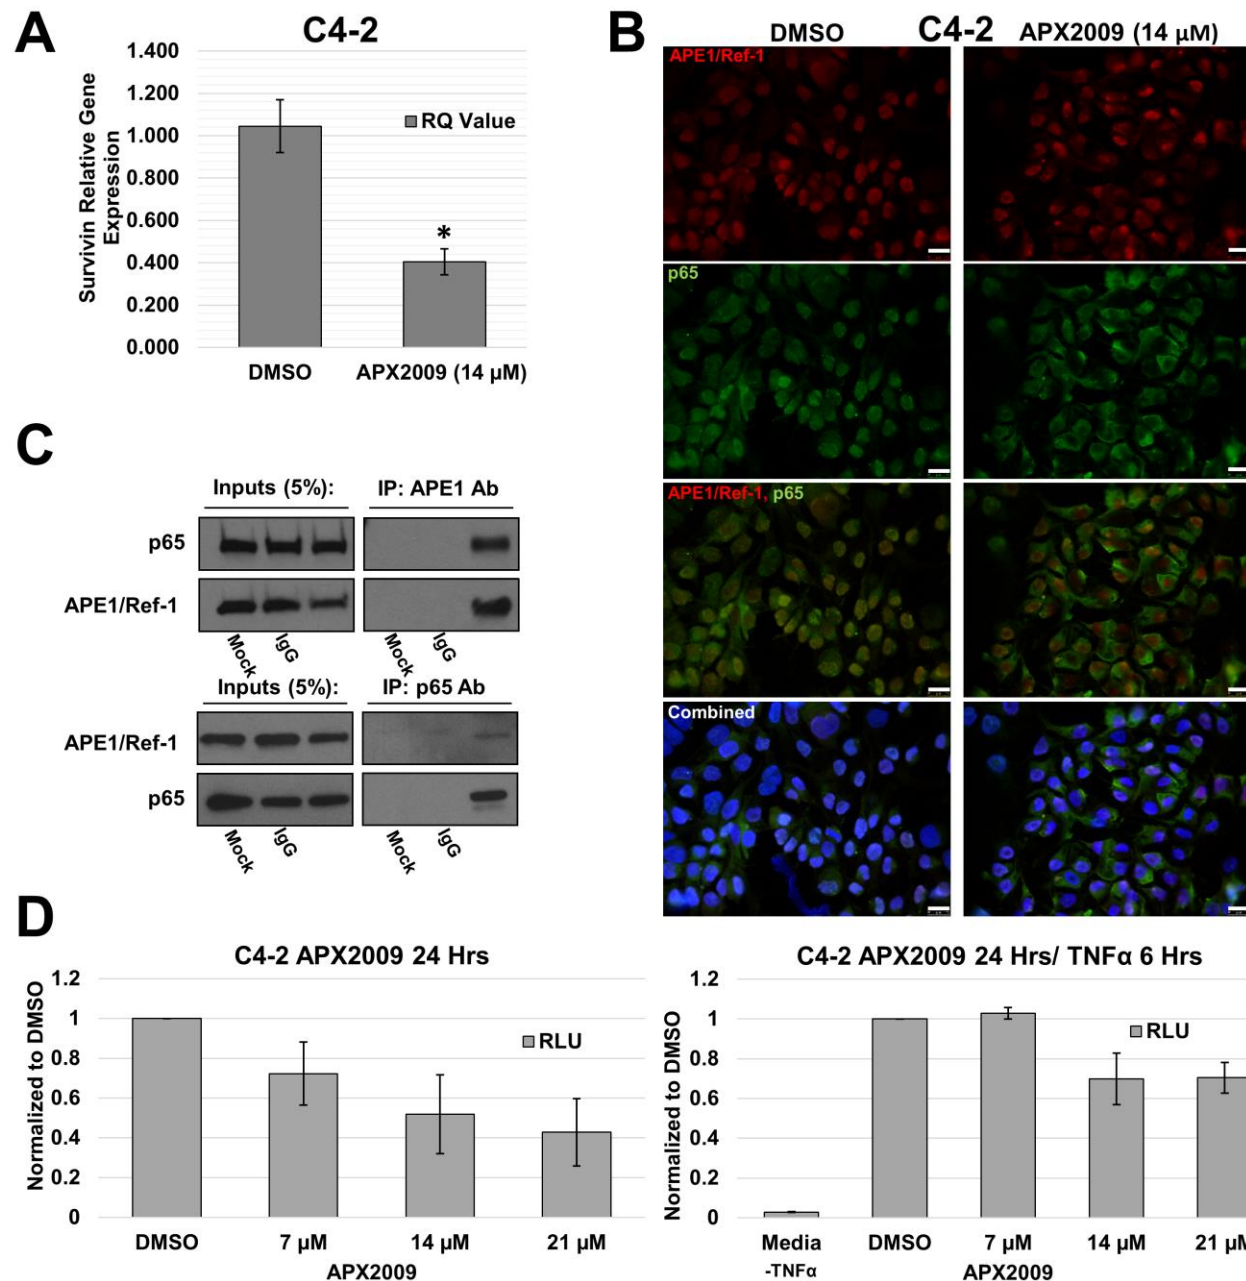 A
C4-2
1.400
1.200
1.000
0.800
0.600
0.400
0.200
0.000
Survivin Relative Gene
Expression
RQ Value
*
DMSO
APX2009 (14 µM)
B
DMSO
C4-2
APX2009 (14 µM)
APE1/Ref-1
p65
APE1/Ref-1, p65
Combined
C
Inputs (5%):
IP: APE1 Ab
p65
APE1/Ref-1
Mock
IgG
Mock
IgG
Inputs (5%):
IP: p65 Ab
APE1/Ref-1
p65
Mock
IgG
Mock
IgG
D
C4-2 APX2009 24 Hrs
Normalized to DMSO
1.2
1
0.8
0.6
0.4
0.2
0
RLU
DMSO
7 µM
14 µM
21 µM
APX2009
C4-2 APX2009 24 Hrs/ TNFα 6 Hrs
Normalized to DMSO
1.2
1
0.8
0.6
0.4
0.2
0
RLU
Media
-TNFα
DMSO
7 µM
14 µM
21 µM
APX2009